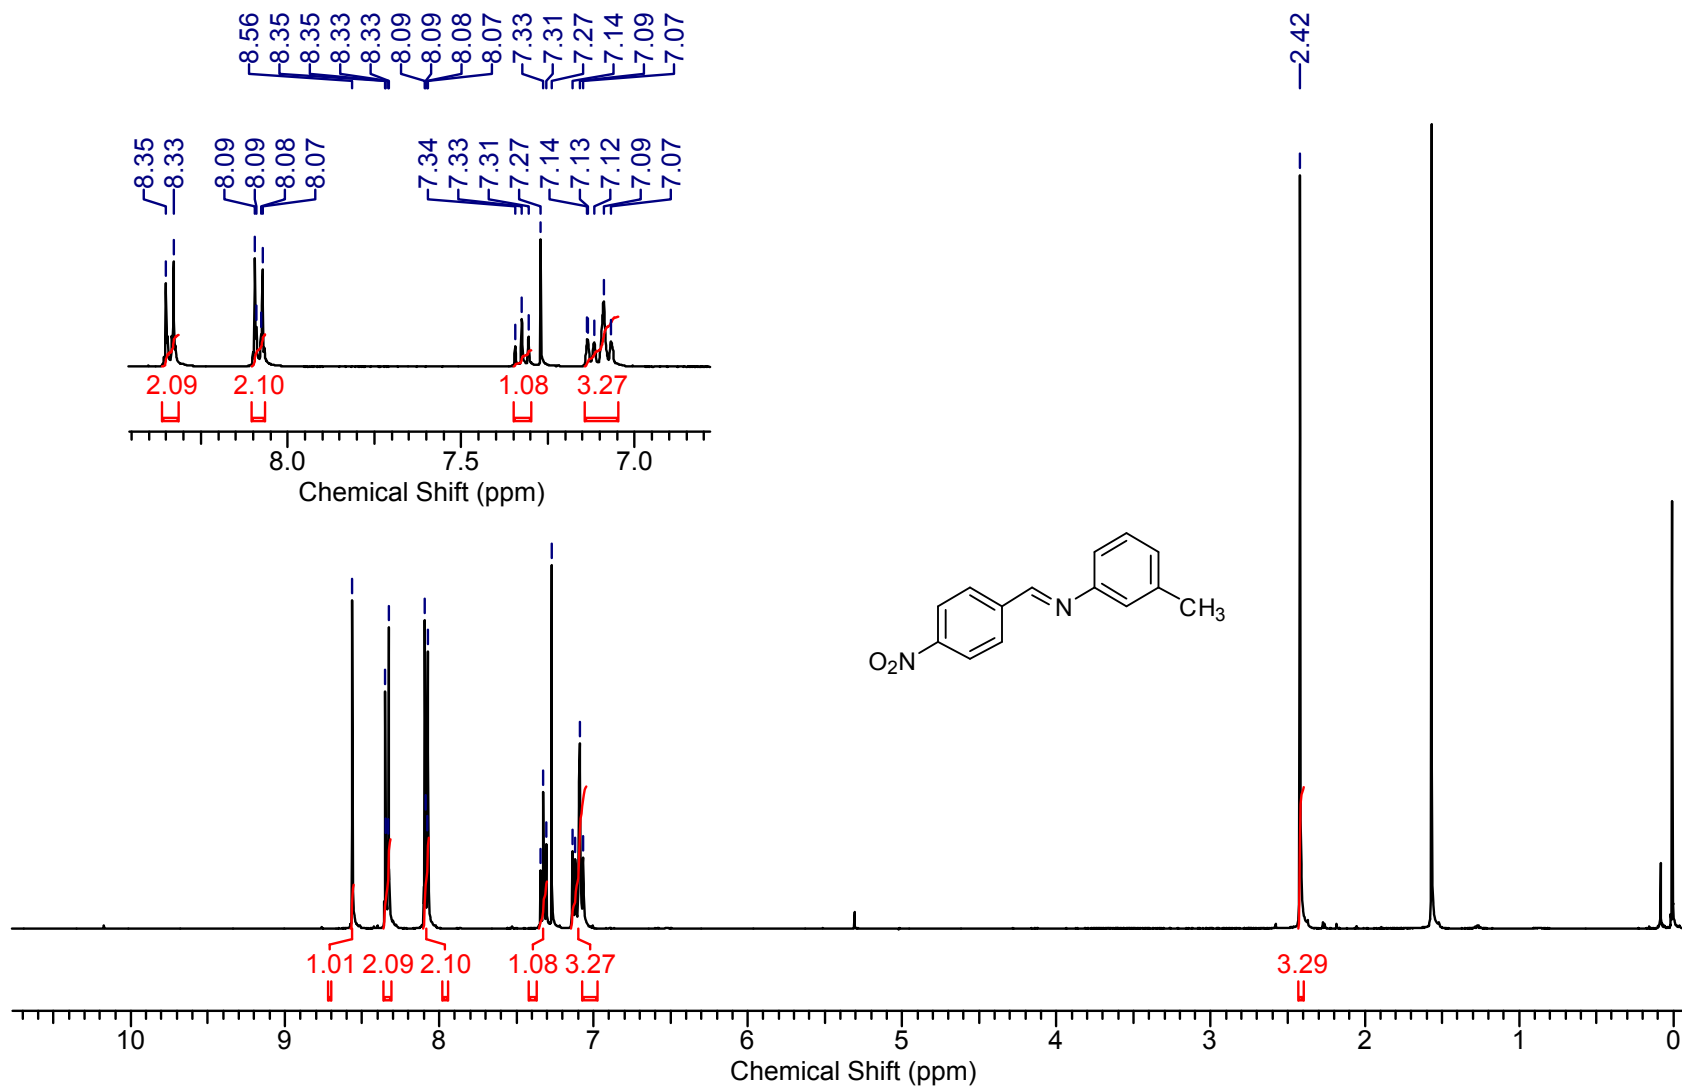 8.56 8.35 8.35 8.33 8.33 8.09 8.09 8.08 8.07 7.33 7.31 7.27 7.14 7.09 7.07
2.42
8.35 8.33 8.09 8.09 8.08 8.07 7.34 7.33 7.31 7.27 7.14 7.13 7.12 7.09 7.07
2.09 2.10 1.08 3.27
8.0 7.5 7.0
Chemical Shift (ppm)
N
CH₃
O₂N
1.01 2.09 2.10 1.08 3.27 3.29
10 9 8 7 6 5 4 3 2 1 0
Chemical Shift (ppm)